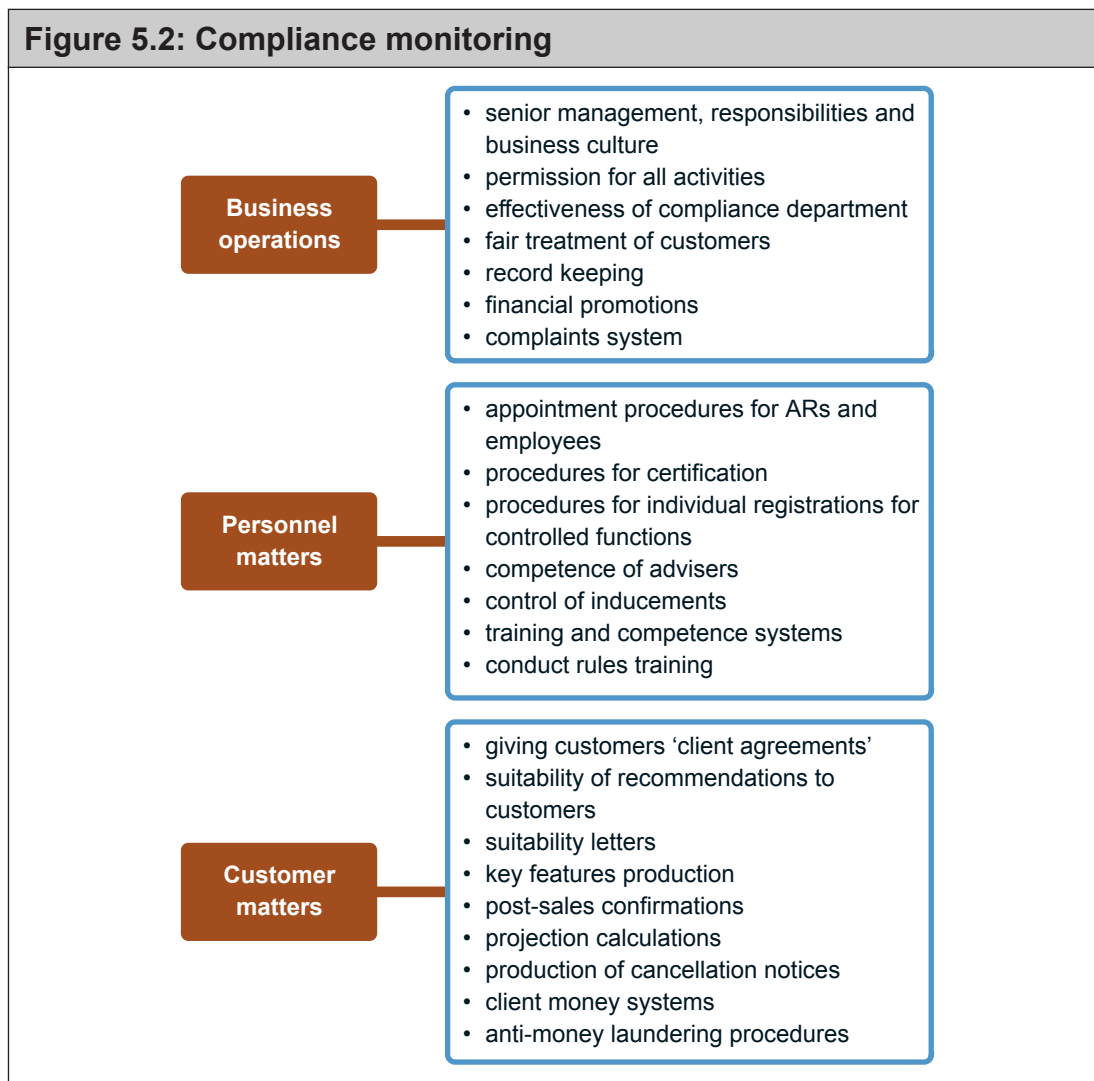 Figure 5.2: Compliance monitoring
Business
operations
• senior management, responsibilities and
business culture
• permission for all activities
• effectiveness of compliance department
• fair treatment of customers
• record keeping
• financial promotions
• complaints system
Personnel
matters
• appointment procedures for ARs and
employees
• procedures for certification
• procedures for individual registrations for
controlled functions
• competence of advisers
• control of inducements
• training and competence systems
• conduct rules training
Customer
matters
• giving customers ‘client agreements’
• suitability of recommendations to
customers
• suitability letters
• key features production
• post-sales confirmations
• projection calculations
• production of cancellation notices
• client money systems
• anti-money laundering procedures